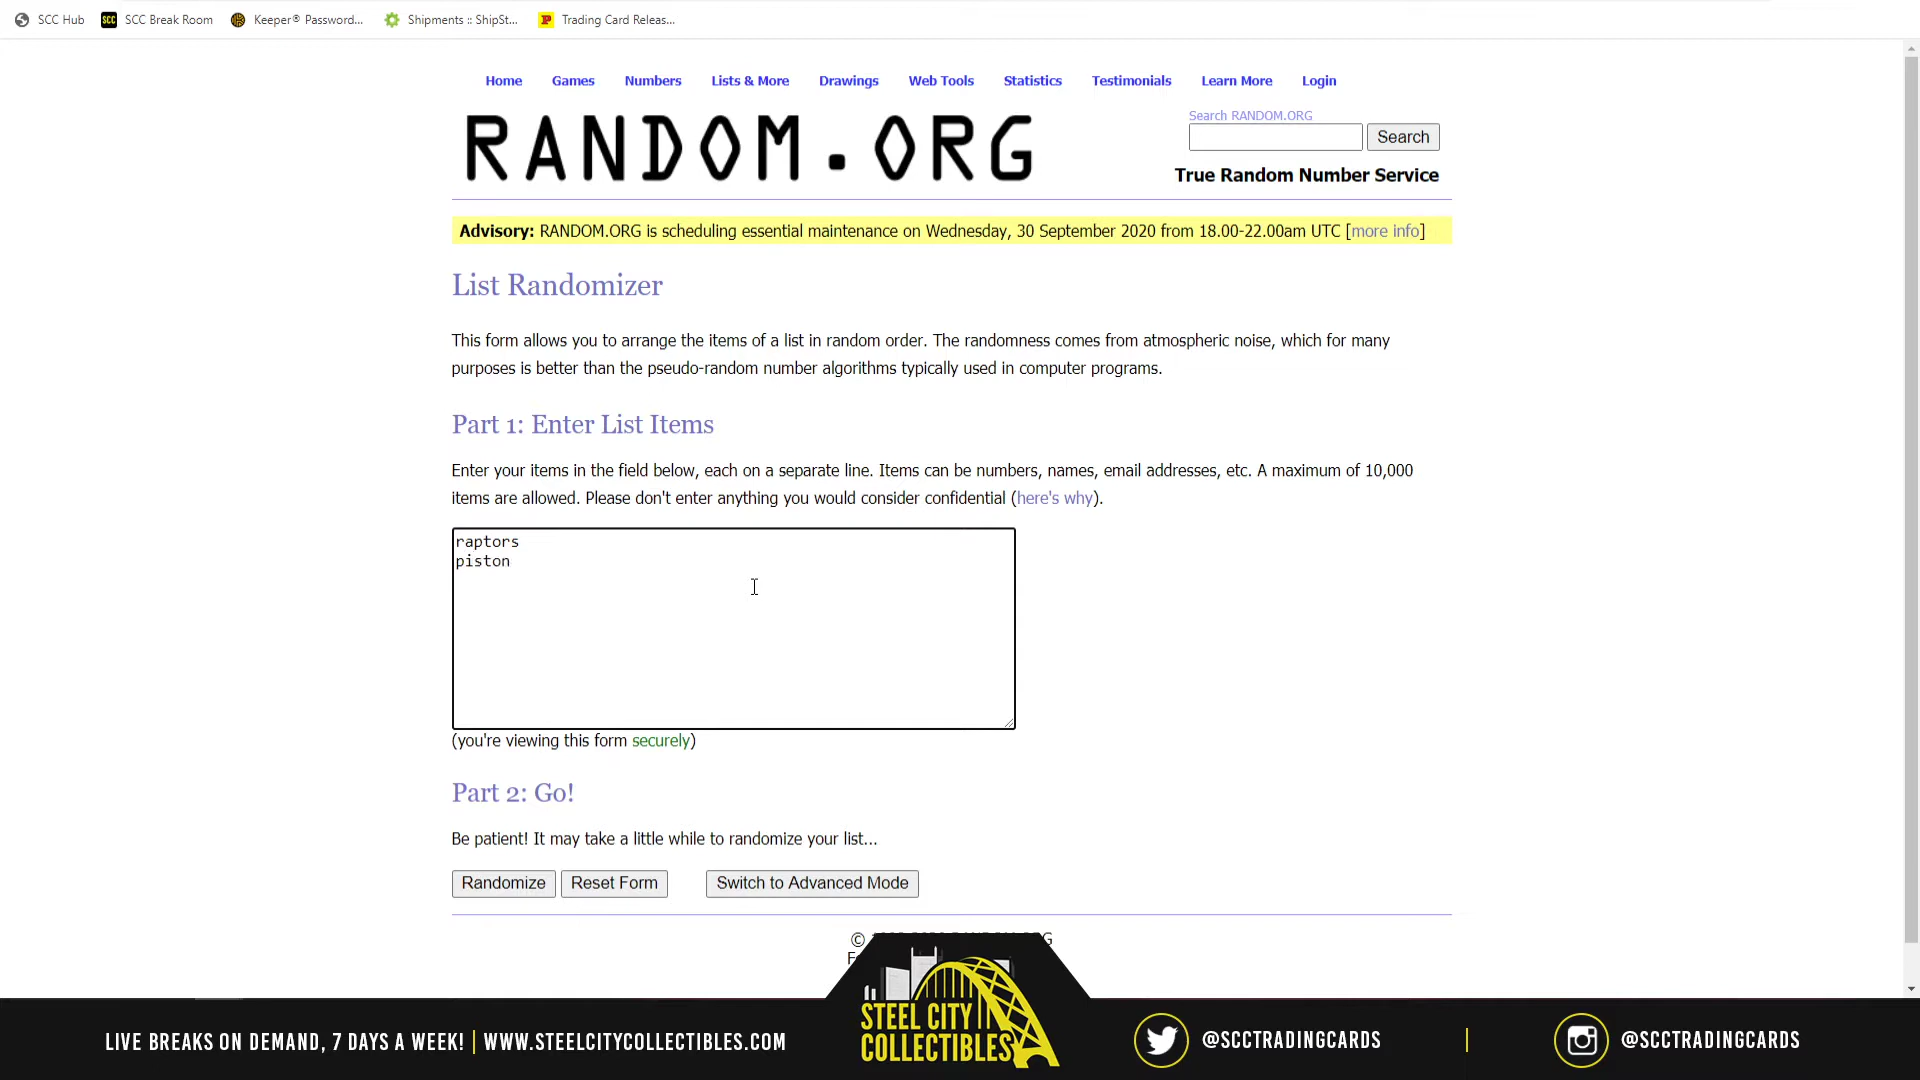 SCC Hub SCC Break Room Keeper® Password... Shipments :: ShipSt... Trading Card Releas...
Home Games Numbers Lists & More Drawings Web Tools Statistics Testimonials Learn More Login
RANDOM.ORG
Search RANDOM.ORG
Search
True Random Number Service
Advisory: RANDOM.ORG is scheduling essential maintenance on Wednesday, 30 September 2020 from 18.00-22.00am UTC [more info]
List Randomizer
This form allows you to arrange the items of a list in random order. The randomness comes from atmospheric noise, which for many
purposes is better than the pseudo-random number algorithms typically used in computer programs.
Part 1: Enter List Items
Enter your items in the field below, each on a separate line. Items can be numbers, names, email addresses, etc. A maximum of 10,000
items are allowed. Please don't enter anything you would consider confidential (here's why).
raptors
piston
(you're viewing this form securely)
Part 2: Go!
Be patient! It may take a little while to randomize your list...
Randomize Reset Form Switch to Advanced Mode
©
STEEL CITY
COLLECTIBLES
LIVE BREAKS ON DEMAND, 7 DAYS A WEEK! | WWW.STEELCITYCOLLECTIBLES.COM
@SCCTRADINGCARDS | @SCCTRADINGCARDS